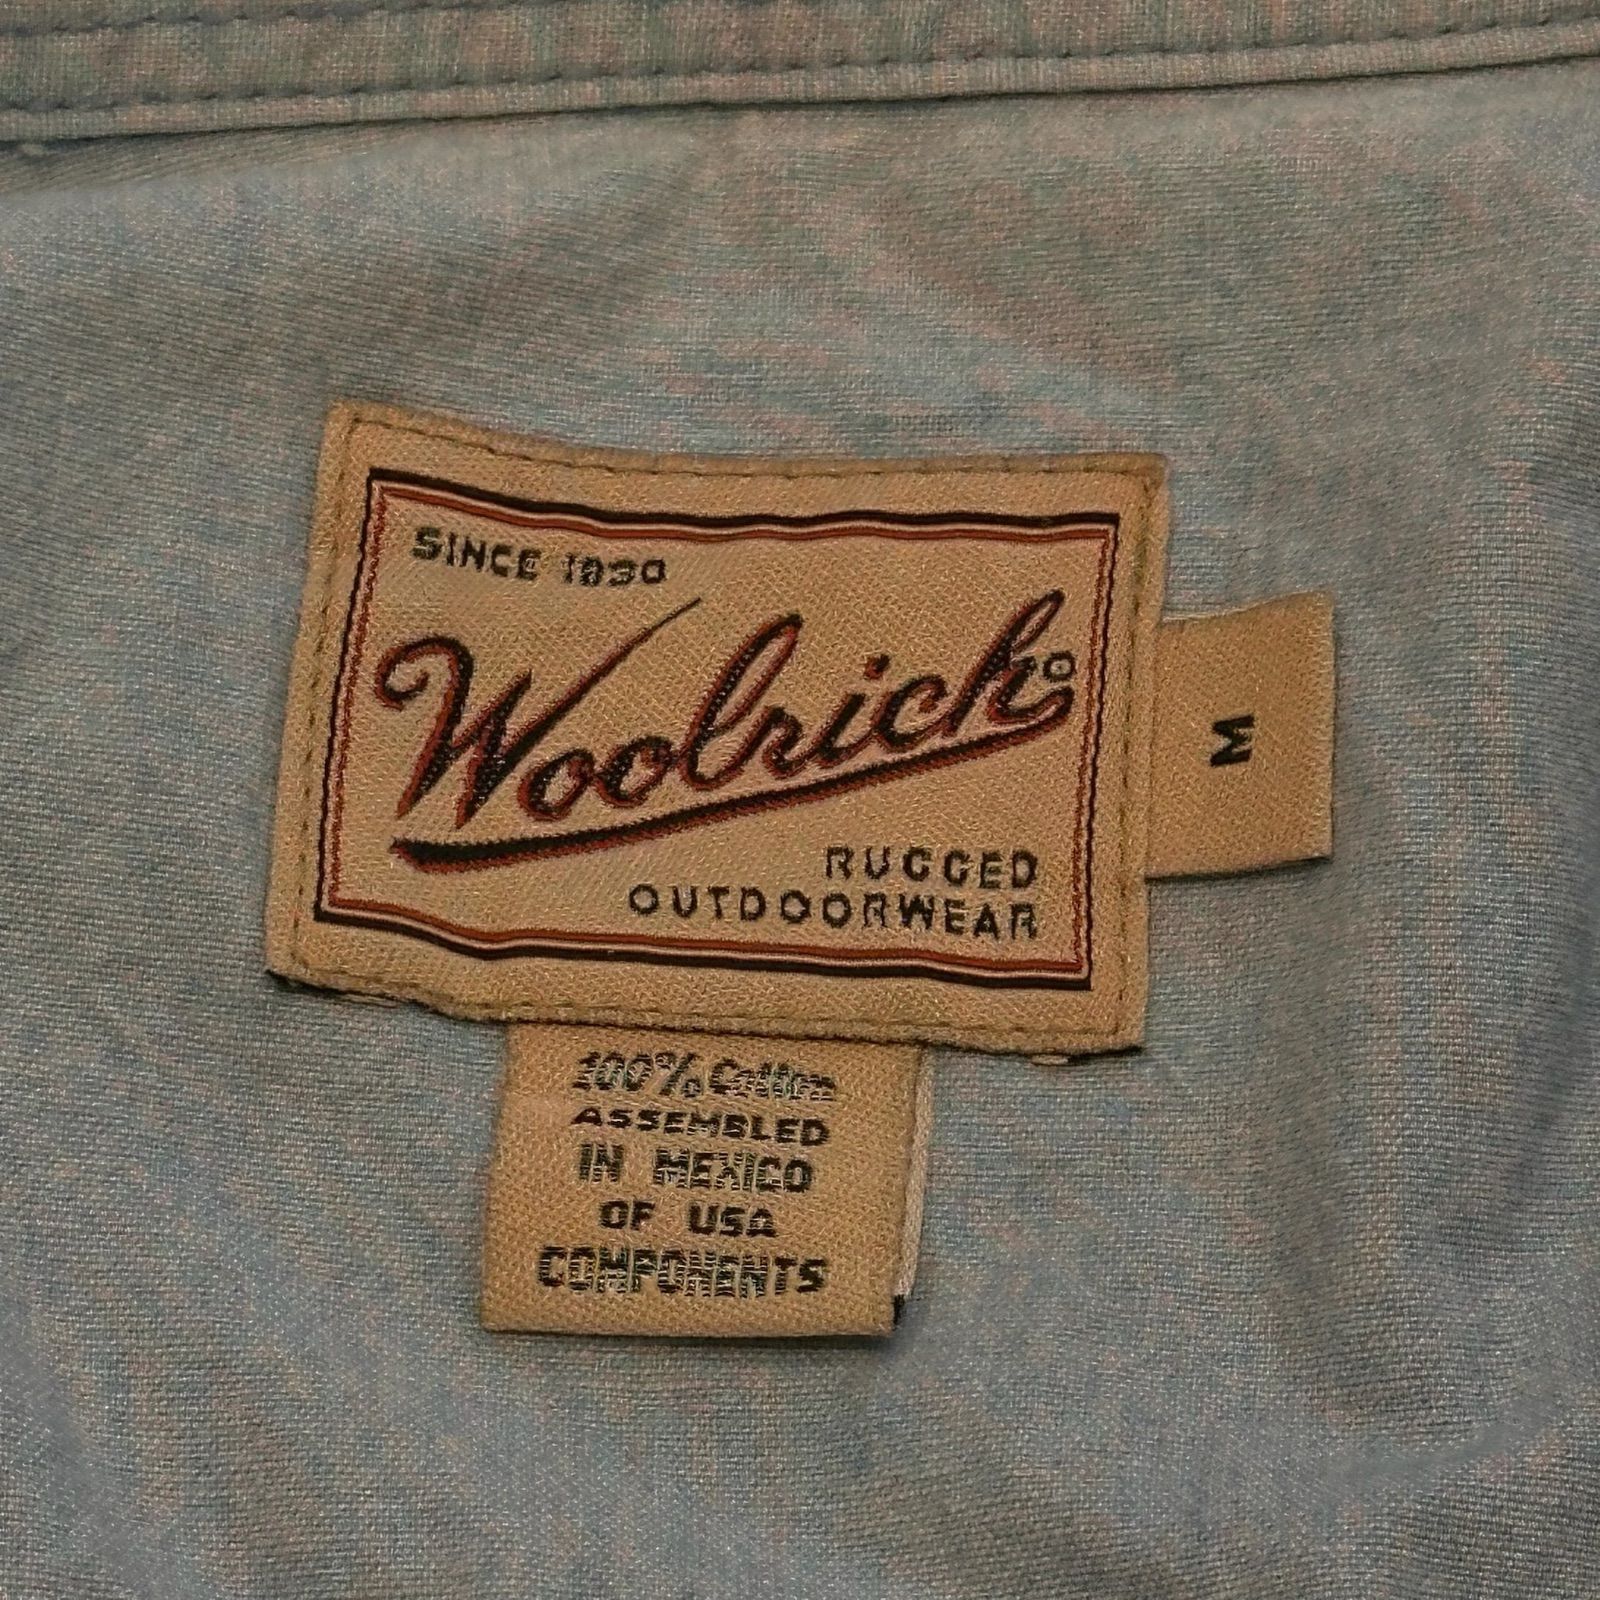 SINCE 1830
Woolrich®
RUGGED
OUTDOORWEAR
M
100% Cotton
ASSEMBLED
IN MEXICO
OF USA
COMPONENTS